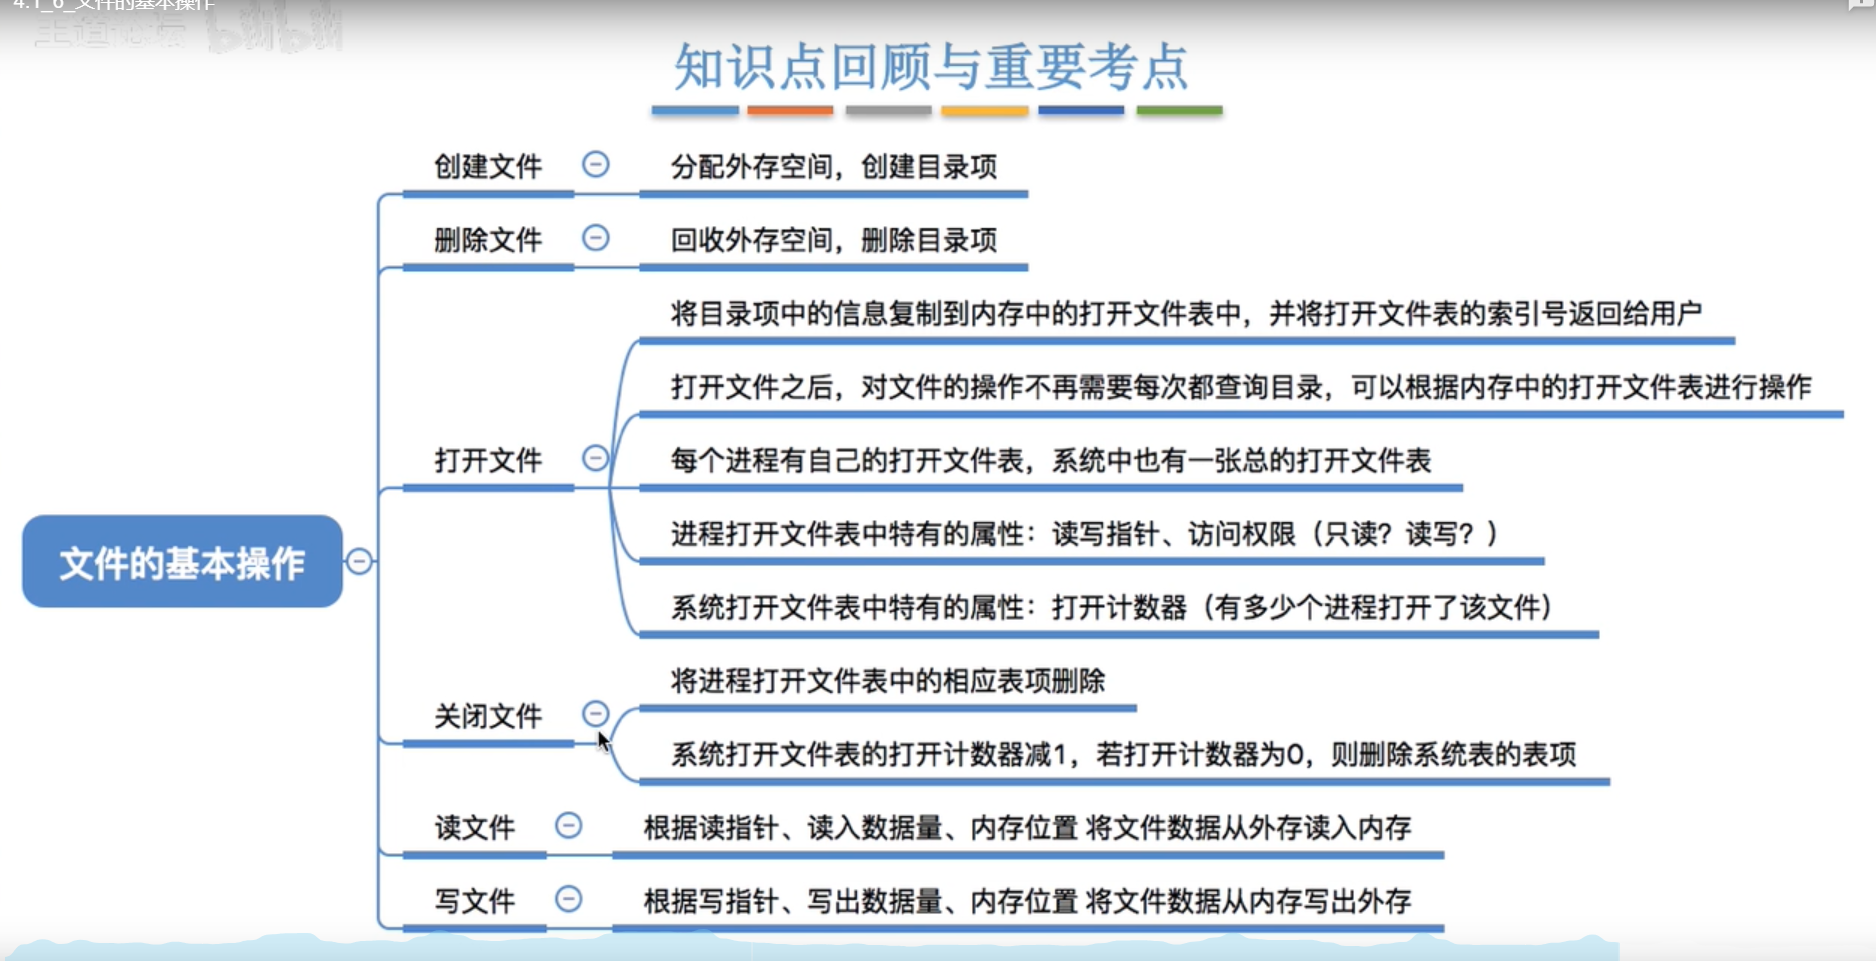 4.1_6_文件的基本操作
王道论坛 bilibili
知识点回顾与重要考点
创建文件
分配外存空间，创建目录项
删除文件
回收外存空间，删除目录项
打开文件
将目录项中的信息复制到内存中的打开文件表中，并将打开文件表的索引号返回给用户
打开文件之后，对文件的操作不再需要每次都查询目录，可以根据内存中的打开文件表进行操作
每个进程有自己的打开文件表，系统中也有一张总的打开文件表
进程打开文件表中特有的属性：读写指针、访问权限（只读？读写？）
系统打开文件表中特有的属性：打开计数器（有多少个进程打开了该文件）
文件的基本操作
关闭文件
将进程打开文件表中的相应表项删除
系统打开文件表的打开计数器减1，若打开计数器为0，则删除系统表的表项
读文件
根据读指针、读入数据量、内存位置 将文件数据从外存读入内存
写文件
根据写指针、写出数据量、内存位置 将文件数据从内存写出外存